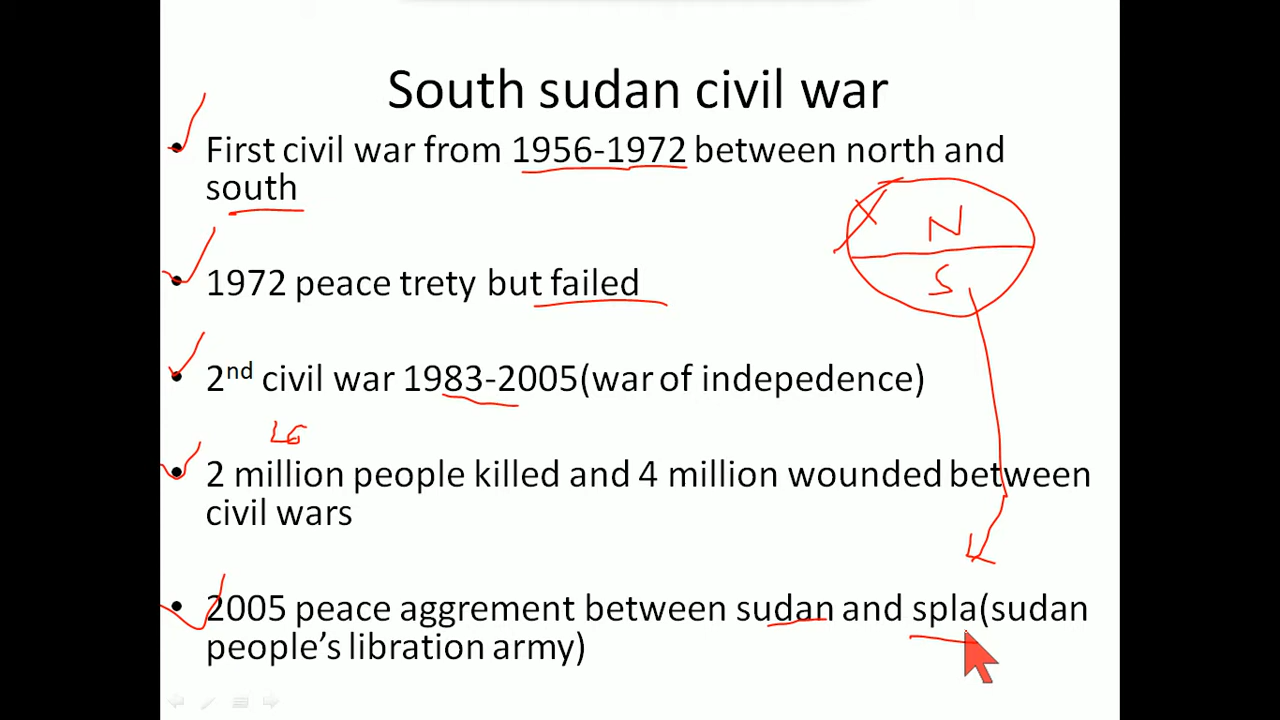 South sudan civil war
• First civil war from 1956-1972 between north and
south
N
S
• 1972 peace trety but failed
• 2nd civil war 1983-2005(war of indepedence)
• 2 million people killed and 4 million wounded between
civil wars
• 2005 peace aggrement between sudan and spla(sudan
people's libration army)